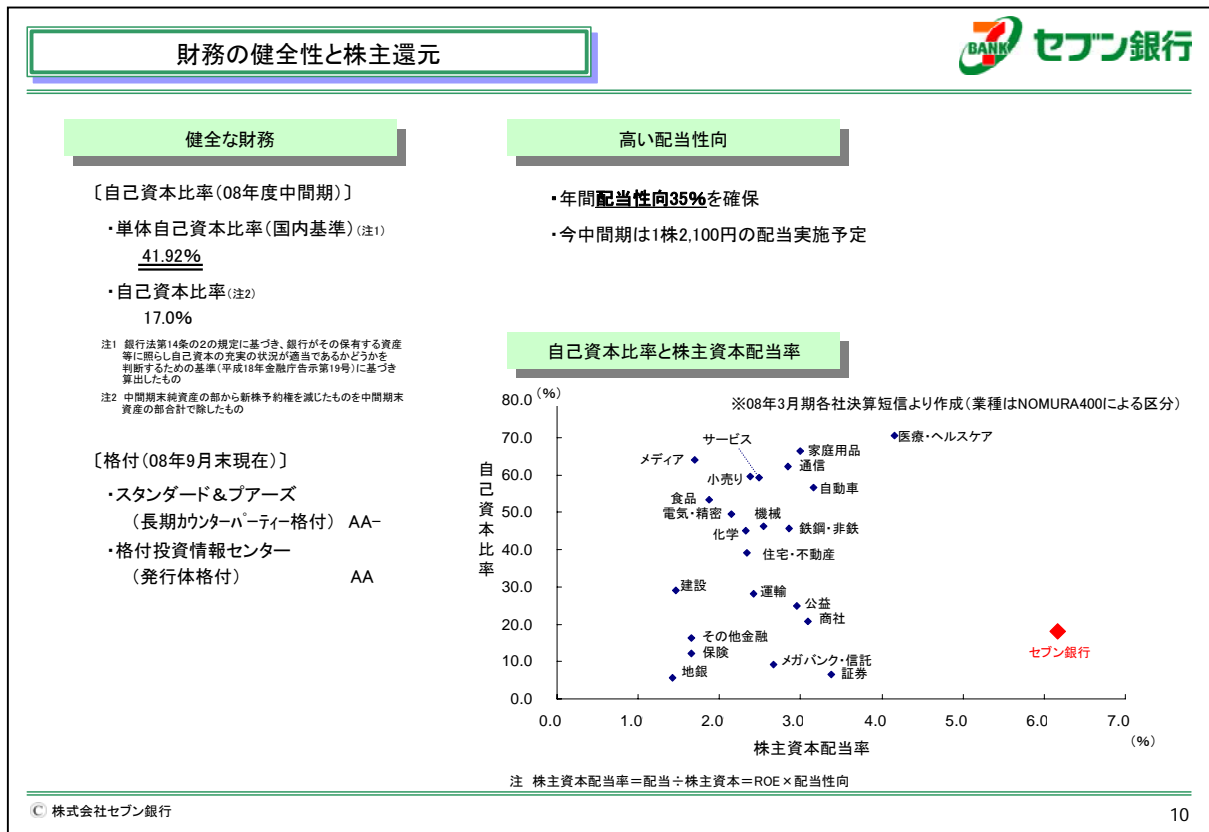 財務の健全性と株主還元
7
BANK
セブン銀行
健全な財務
〔自己資本比率(08年度中間期)〕
・単体自己資本比率(国内基準)(注1)
41.92%
・自己資本比率(注2)
17.0%
注1 銀行法第14条の2の規定に基づき、銀行がその保有する資産
等に照らし自己資本の充実の状況が適当であるかどうかを
判断するための基準(平成18年金融庁告示第19号)に基づき
算出したもの
注2 中間期末純資産の部から新株予約権を減じたものを中間期末
資産の部合計で除したもの
〔格付(08年9月末現在)〕
・スタンダード&プアーズ
(長期カウンターパーティー格付) AA-
・格付投資情報センター
(発行体格付) AA
高い配当性向
・年間配当性向35%を確保
・今中間期は1株2,100円の配当実施予定
自己資本比率と株主資本配当率
(%)
※08年3月期各社決算短信より作成(業種はNOMURA400による区分)
自己資本比率
80.0
70.0
60.0
50.0
40.0
30.0
20.0
10.0
0.0
医療・ヘルスケア
サービス
家庭用品
メディア
通信
小売り
自動車
食品
電気・精密
機械
化学
鉄鋼・非鉄
住宅・不動産
建設
運輸
公益
商社
その他金融
保険
メガバンク・信託
地銀
証券
セブン銀行
0.0 1.0 2.0 3.0 4.0 5.0 6.0 7.0
(%)
株主資本配当率
注 株主資本配当率=配当÷株主資本=ROE×配当性向
© 株式会社セブン銀行
10